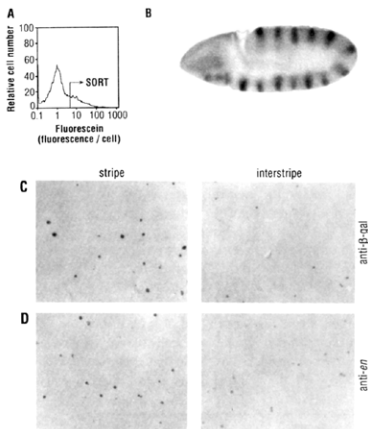 A
Relative cell number
100
80
60
40
20
0
SORT
0.1 1 10 100 1000
Fluorescein
(fluorescence / cell)
B
stripe interstripe
C
anti-β-gal
D
anti-en